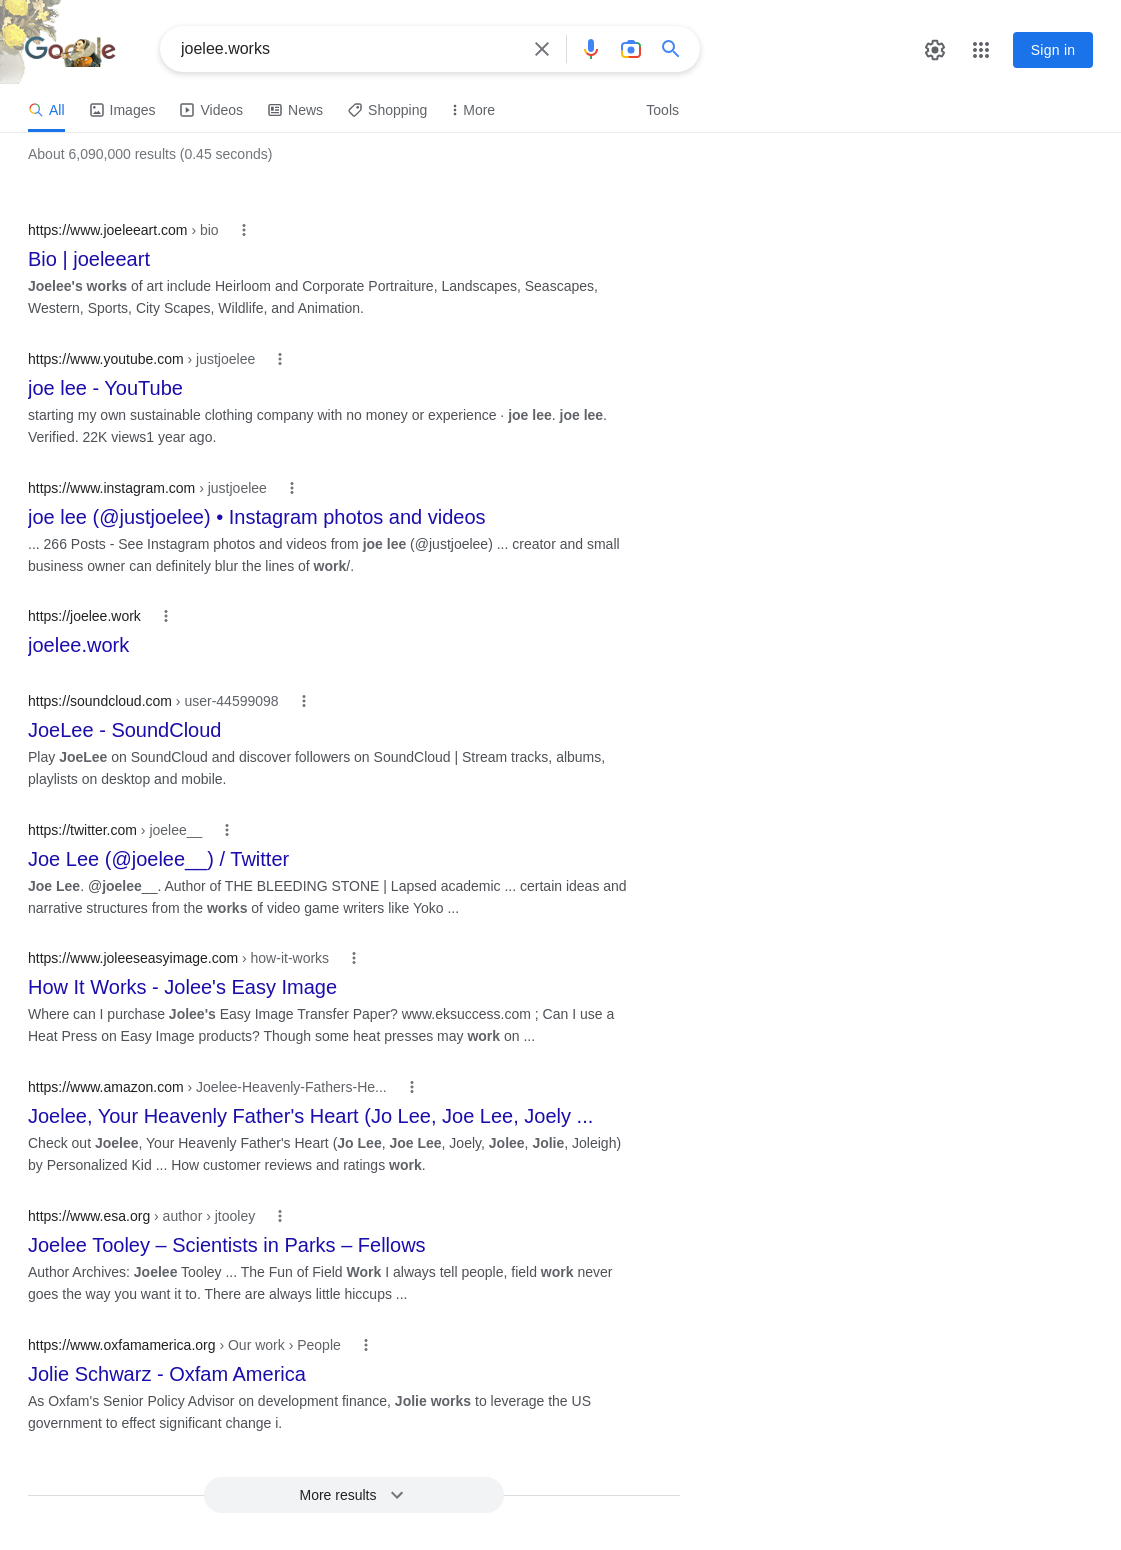 Google
joelee.works
Sign in
All
Images
Videos
News
Shopping
More
Tools
About 6,090,000 results (0.45 seconds)
https://www.joeleeart.com › bio
Bio | joeleeart
Joelee's works of art include Heirloom and Corporate Portraiture, Landscapes, Seascapes,
Western, Sports, City Scapes, Wildlife, and Animation.
https://www.youtube.com › justjoelee
joe lee - YouTube
starting my own sustainable clothing company with no money or experience · joe lee. joe lee.
Verified. 22K views1 year ago.
https://www.instagram.com › justjoelee
joe lee (@justjoelee) • Instagram photos and videos
... 266 Posts - See Instagram photos and videos from joe lee (@justjoelee) ... creator and small
business owner can definitely blur the lines of work/.
https://joelee.work
joelee.work
https://soundcloud.com › user-44599098
JoeLee - SoundCloud
Play JoeLee on SoundCloud and discover followers on SoundCloud | Stream tracks, albums,
playlists on desktop and mobile.
https://twitter.com › joelee__
Joe Lee (@joelee__) / Twitter
Joe Lee. @joelee__. Author of THE BLEEDING STONE | Lapsed academic ... certain ideas and
narrative structures from the works of video game writers like Yoko ...
https://www.joleeseasyimage.com › how-it-works
How It Works - Jolee's Easy Image
Where can I purchase Jolee's Easy Image Transfer Paper? www.eksuccess.com ; Can I use a
Heat Press on Easy Image products? Though some heat presses may work on ...
https://www.amazon.com › Joelee-Heavenly-Fathers-He...
Joelee, Your Heavenly Father's Heart (Jo Lee, Joe Lee, Joely ...
Check out Joelee, Your Heavenly Father's Heart (Jo Lee, Joe Lee, Joely, Jolee, Jolie, Joleigh)
by Personalized Kid ... How customer reviews and ratings work.
https://www.esa.org › author › jtooley
Joelee Tooley – Scientists in Parks – Fellows
Author Archives: Joelee Tooley ... The Fun of Field Work I always tell people, field work never
goes the way you want it to. There are always little hiccups ...
https://www.oxfamamerica.org › Our work › People
Jolie Schwarz - Oxfam America
As Oxfam's Senior Policy Advisor on development finance, Jolie works to leverage the US
government to effect significant change i.
More results